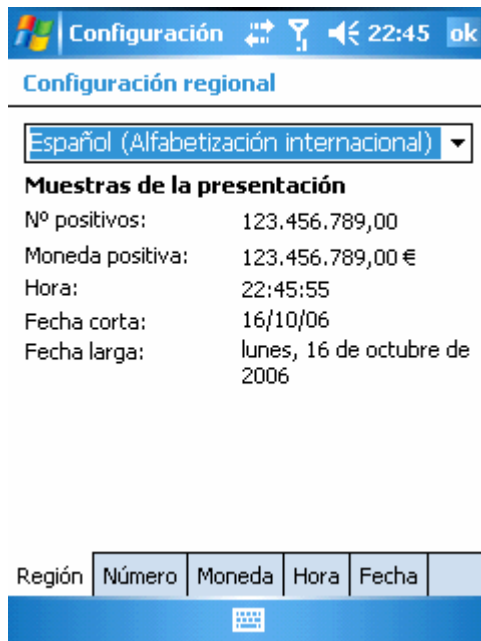 Configuración 22:45 ok
Configuración regional
Español (Alfabetización internacional)
Muestras de la presentación
Nº positivos: 123.456.789,00
Moneda positiva: 123.456.789,00 €
Hora: 22:45:55
Fecha corta: 16/10/06
Fecha larga: lunes, 16 de octubre de
2006
Región Número Moneda Hora Fecha